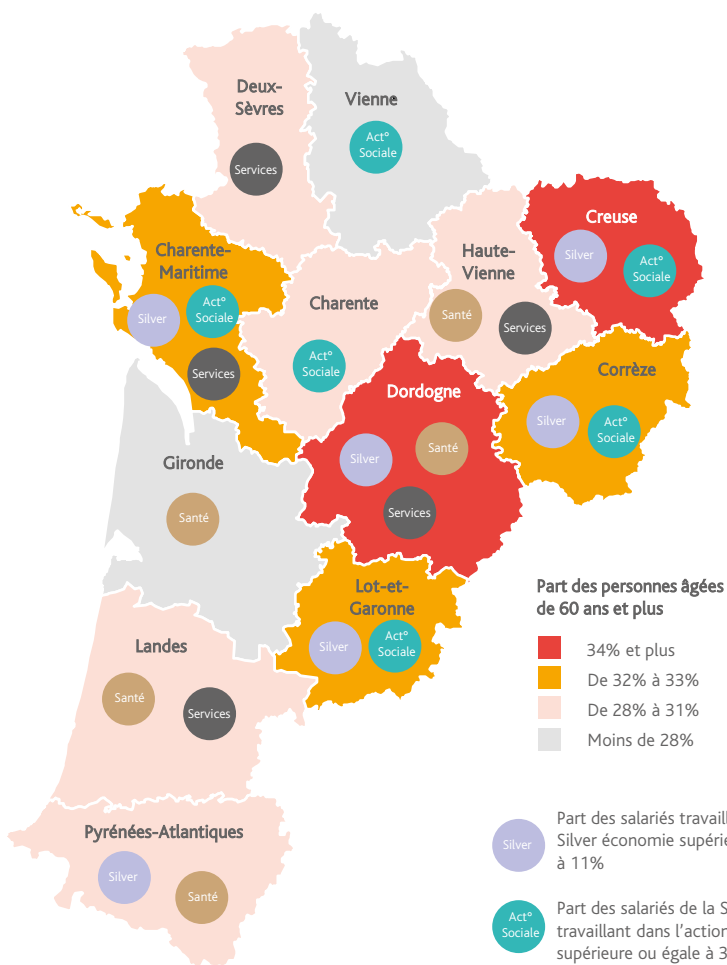 Deux-
Sèvres
Services
Vienne
Act°
Sociale
Creuse
Silver
Act°
Sociale
Charente-
Maritime
Silver
Act°
Sociale
Services
Charente
Act°
Sociale
Haute-
Vienne
Santé
Services
Corrèze
Silver
Act°
Sociale
Dordogne
Silver
Santé
Services
Gironde
Santé
Lot-et-
Garonne
Silver
Act°
Sociale
Landes
Santé
Services
Pyrénées-Atlantiques
Silver
Santé
Part des personnes âgées
de 60 ans et plus
34% et plus
De 32% à 33%
De 28% à 31%
Moins de 28%
Silver
Part des salariés
Silver économie
à 11%
Act°
Sociale
Part des salariés de la
travaillant dans l'action
supérieure ou égale à